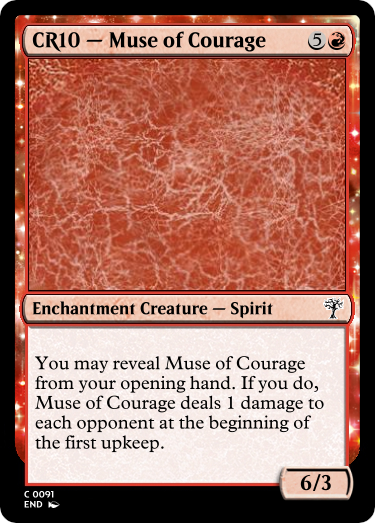 CR10 — Muse of Courage 5
Enchantment Creature — Spirit
You may reveal Muse of Courage
from your opening hand. If you do,
Muse of Courage deals 1 damage to
each opponent at the beginning of
the first upkeep.
6/3
C 0091
END